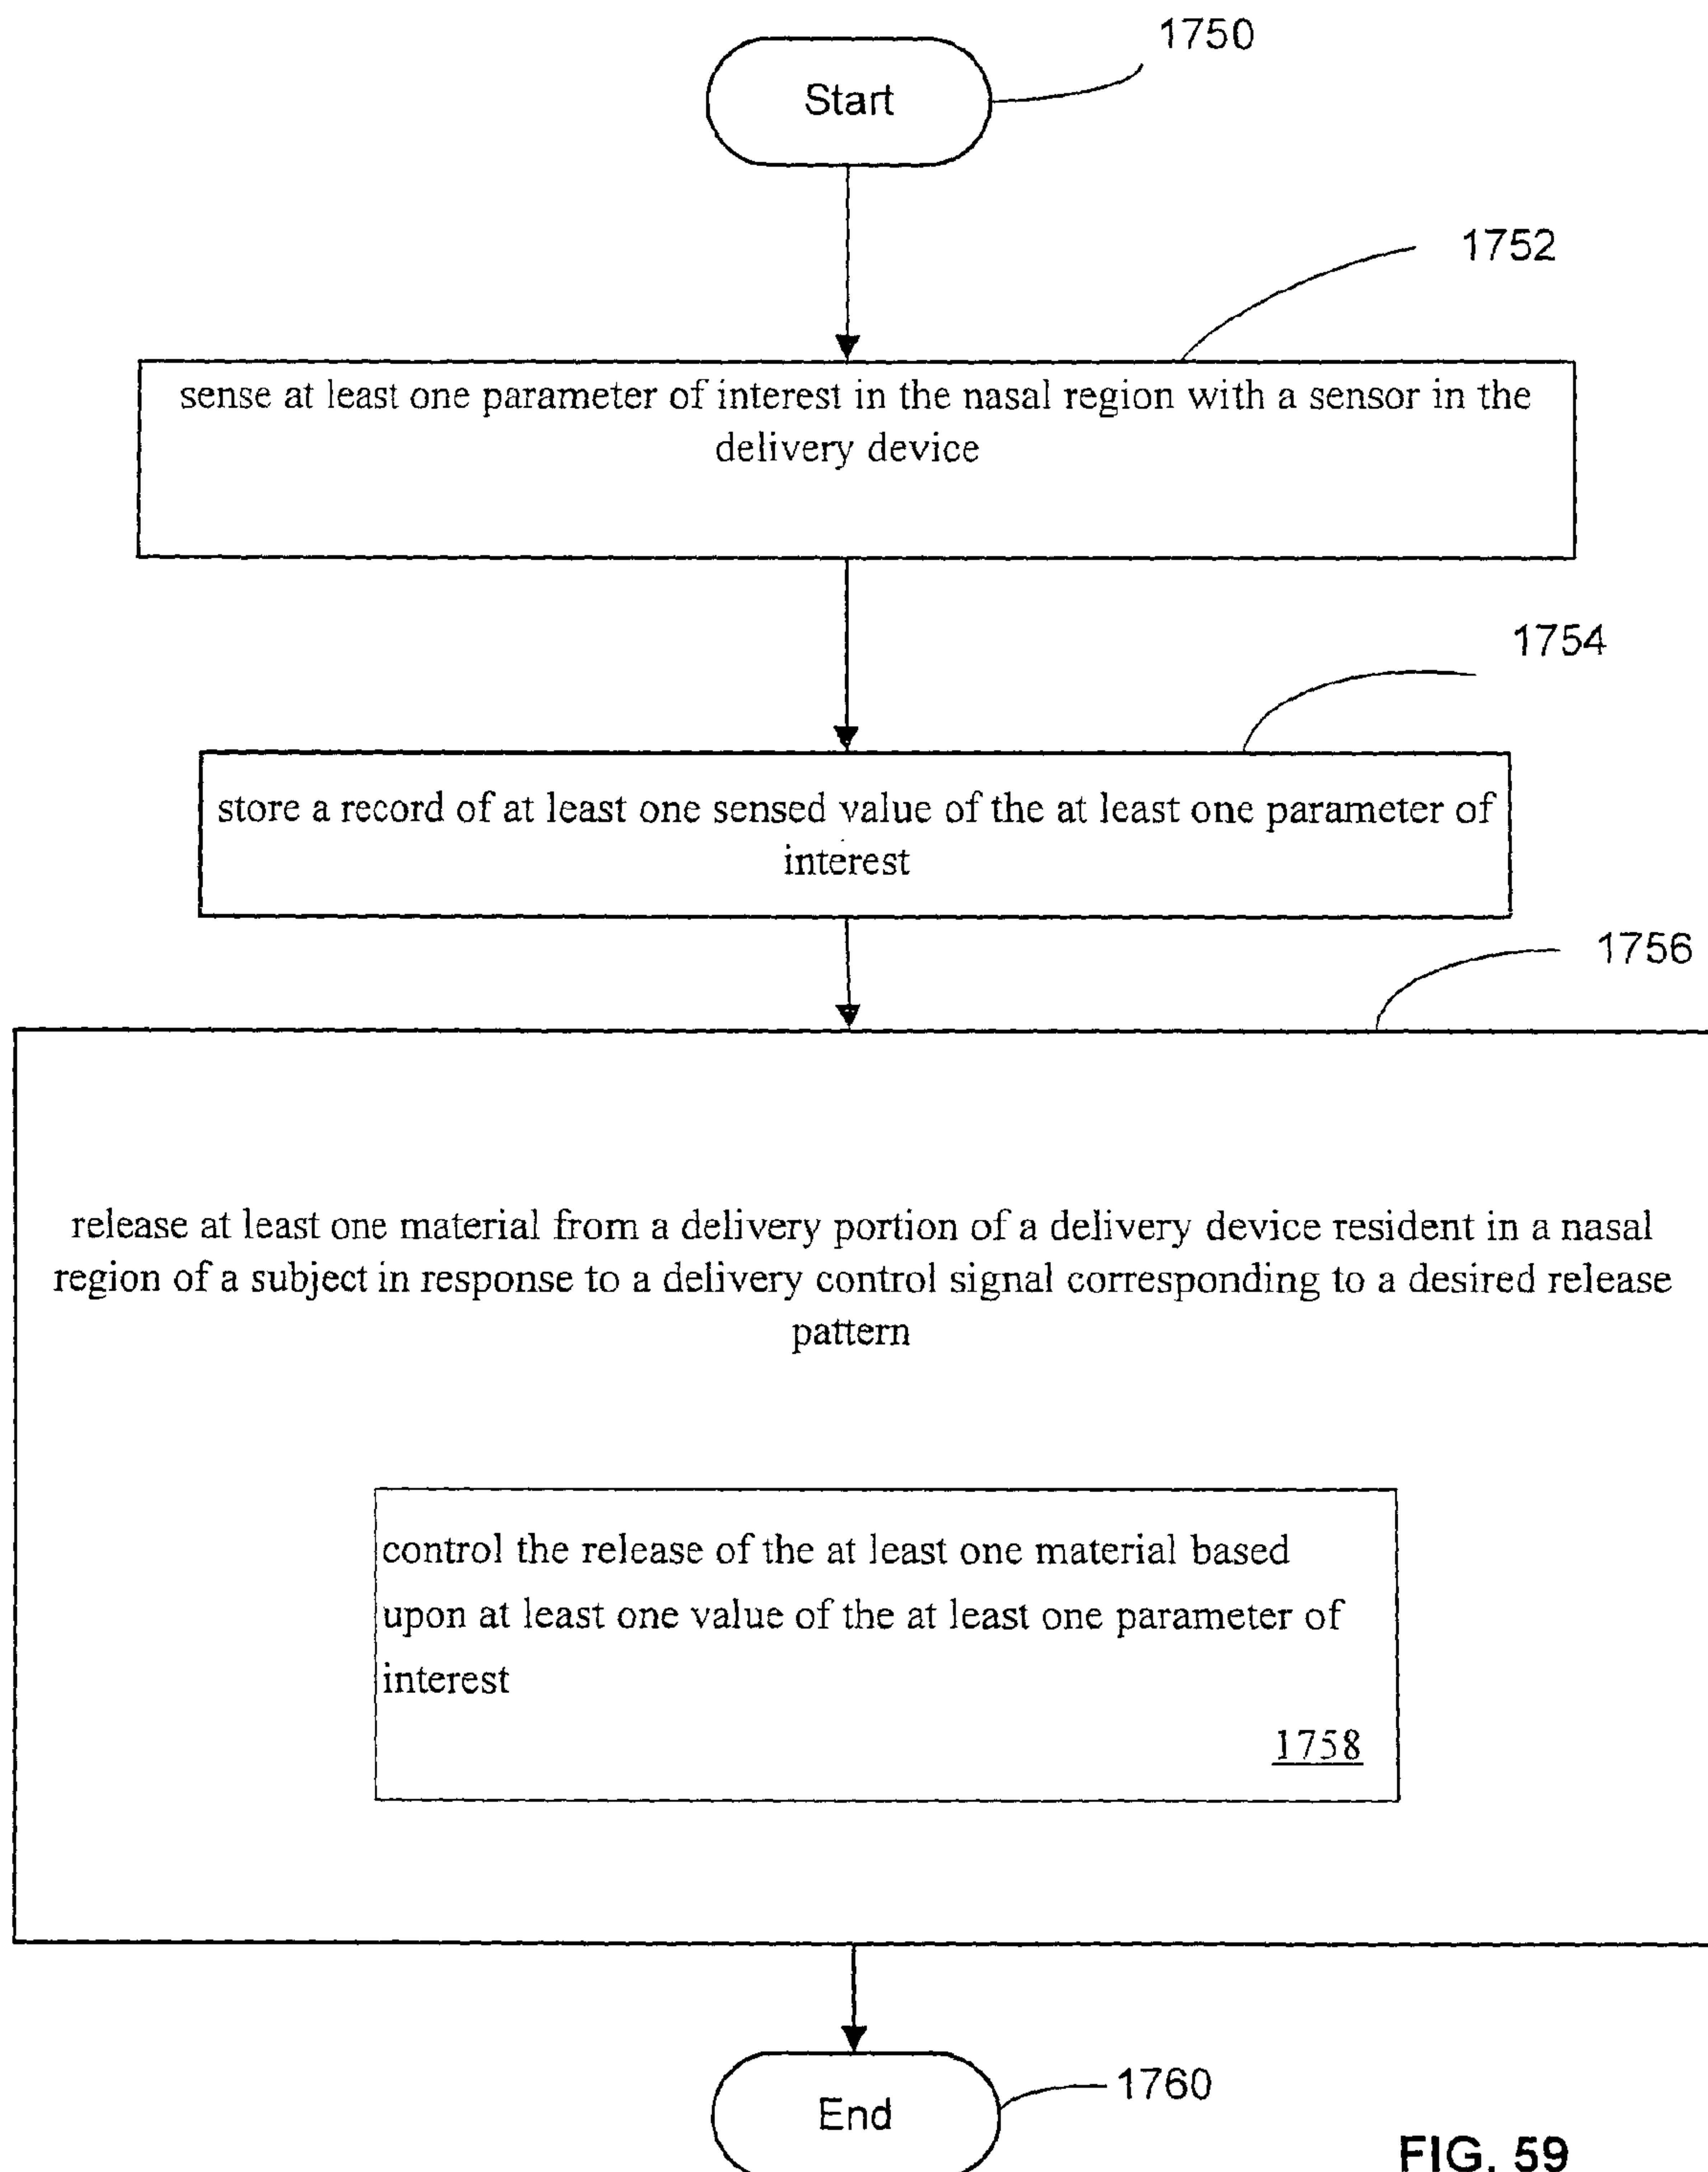 1750
Start
1752
sense at least one parameter of interest in the nasal region with a sensor in the
delivery device
1754
store a record of at least one sensed value of the at least one parameter of
interest
1756
release at least one material from a delivery portion of a delivery device resident in a nasal
region of a subject in response to a delivery control signal corresponding to a desired release
pattern
control the release of the at least one material based
upon at least one value of the at least one parameter of
interest
1758
1760
End
FIG. 59